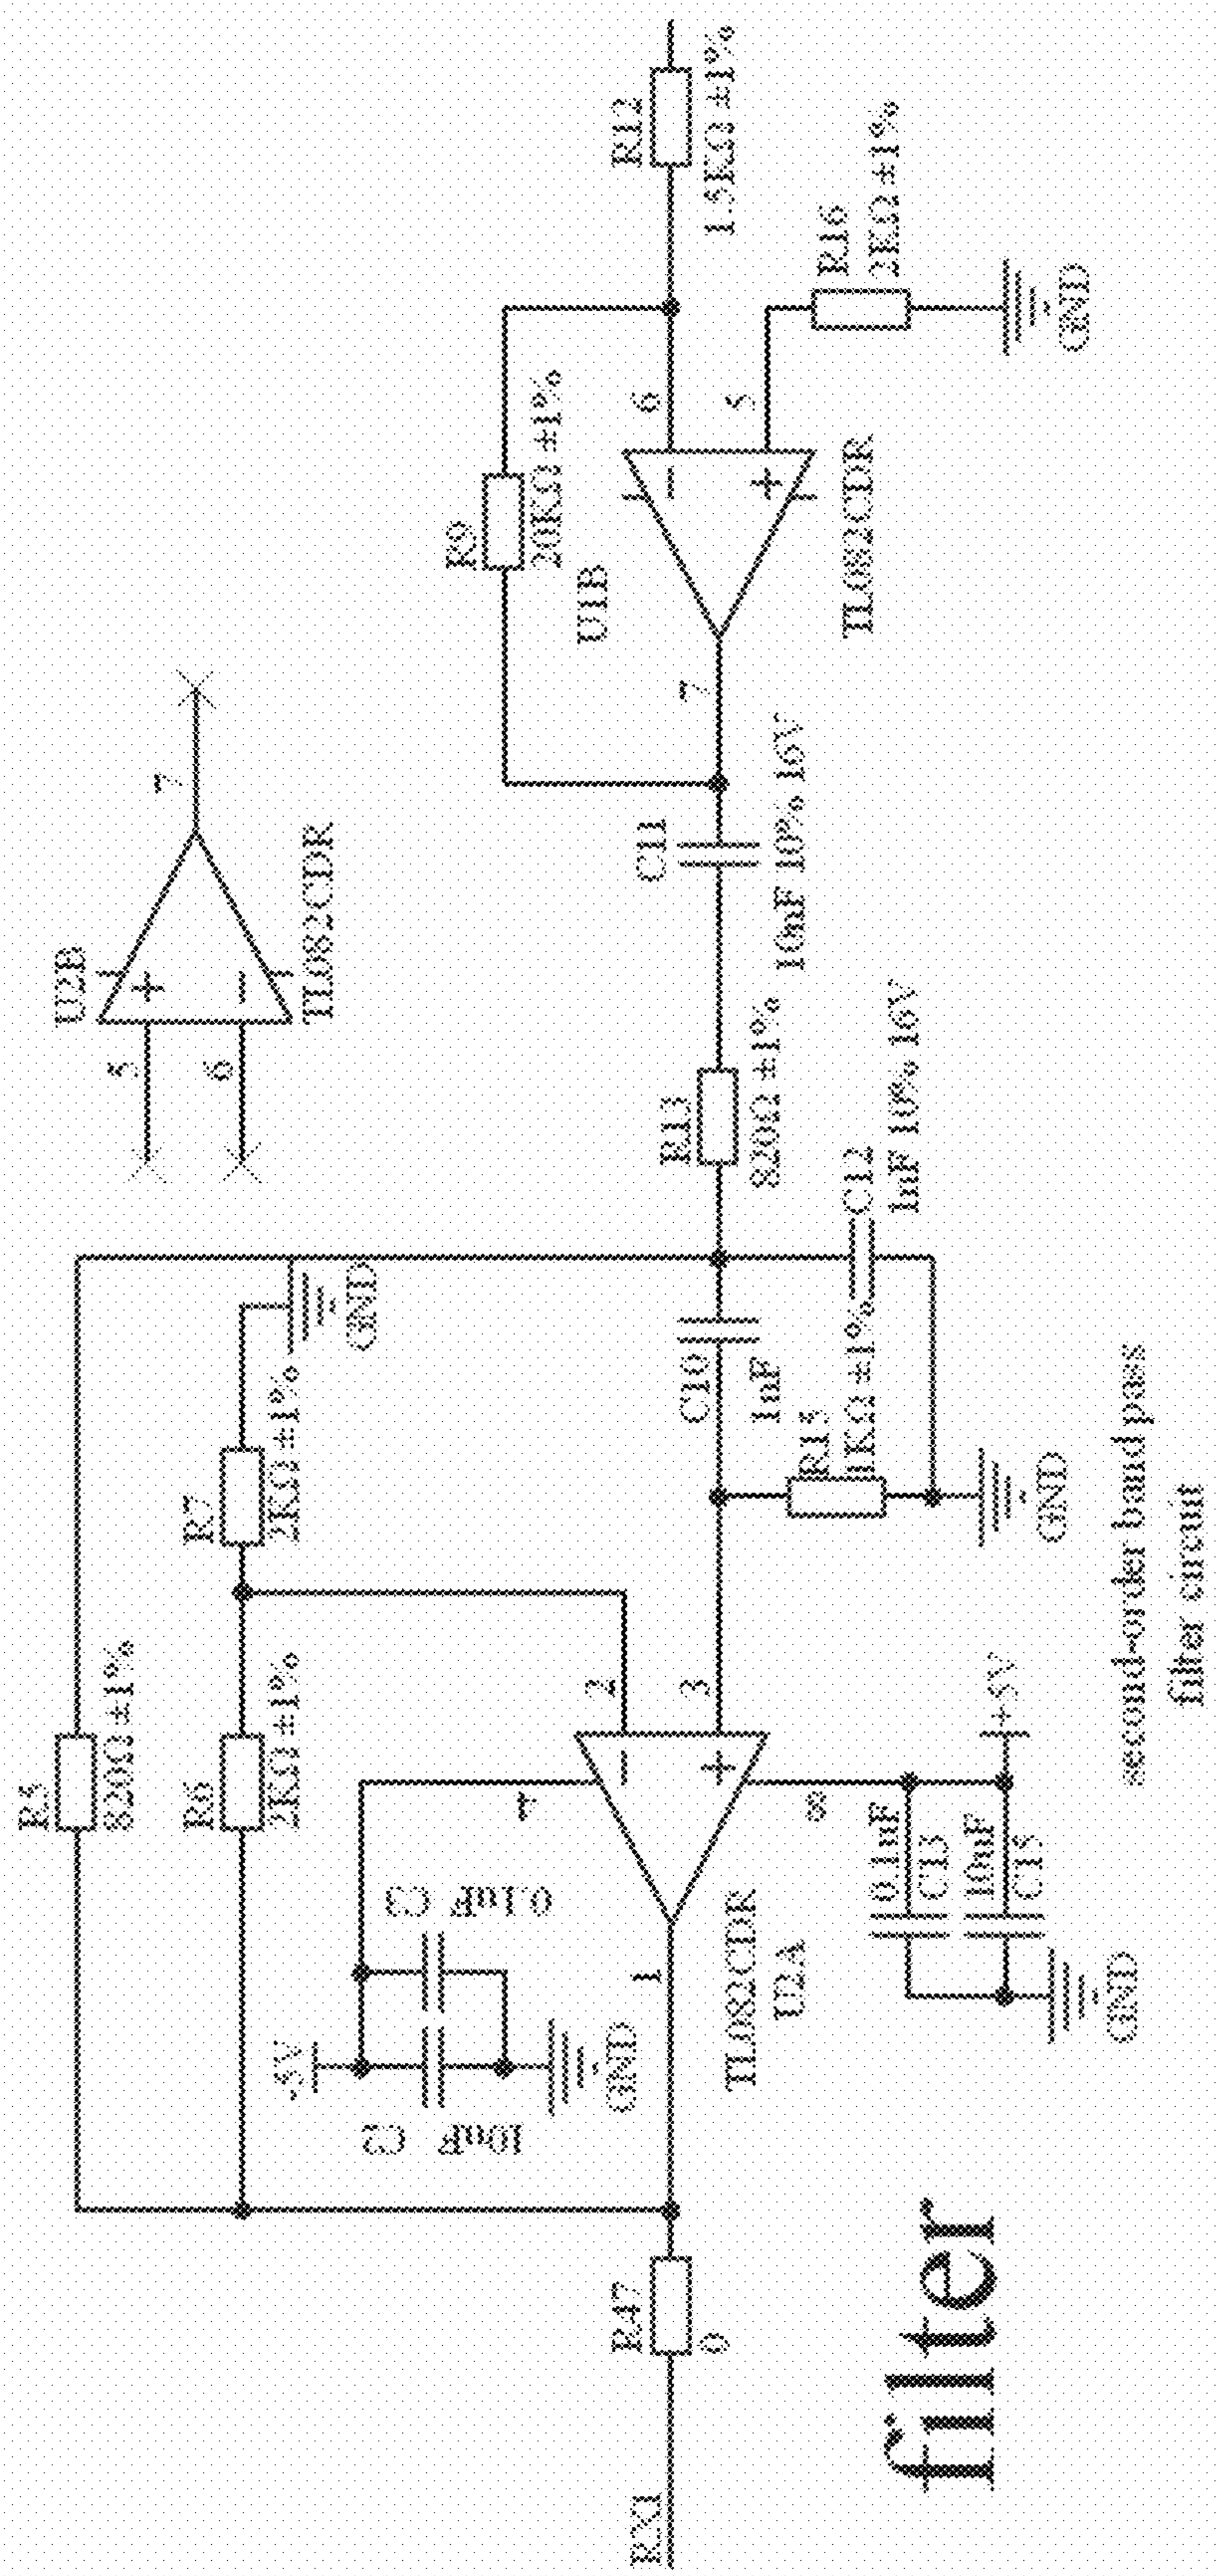 R5
820Ω ±1%
R6
2KΩ ±1%
R7
2KΩ ±1%
GND
U2B
5
6
7
TL082CDR
-5V
C2 10uF
C3 0.1uF
GND
4
2
3
8
1
TL082CDR
U2A
RX1
R47
0
0.1uF
C13
10uF
C15
GND
+5V
C10
1nF
R15
1KΩ ±1%
GND
C12
1nF 10% 16V
R13
820Ω ±1%
C11
10nF 10% 16V
R9
20KΩ ±1%
U1B
7
6
5
TL082CDR
R12
1.5KΩ ±1%
R16
2KΩ ±1%
GND
filter
second-order band pass
filter circuit